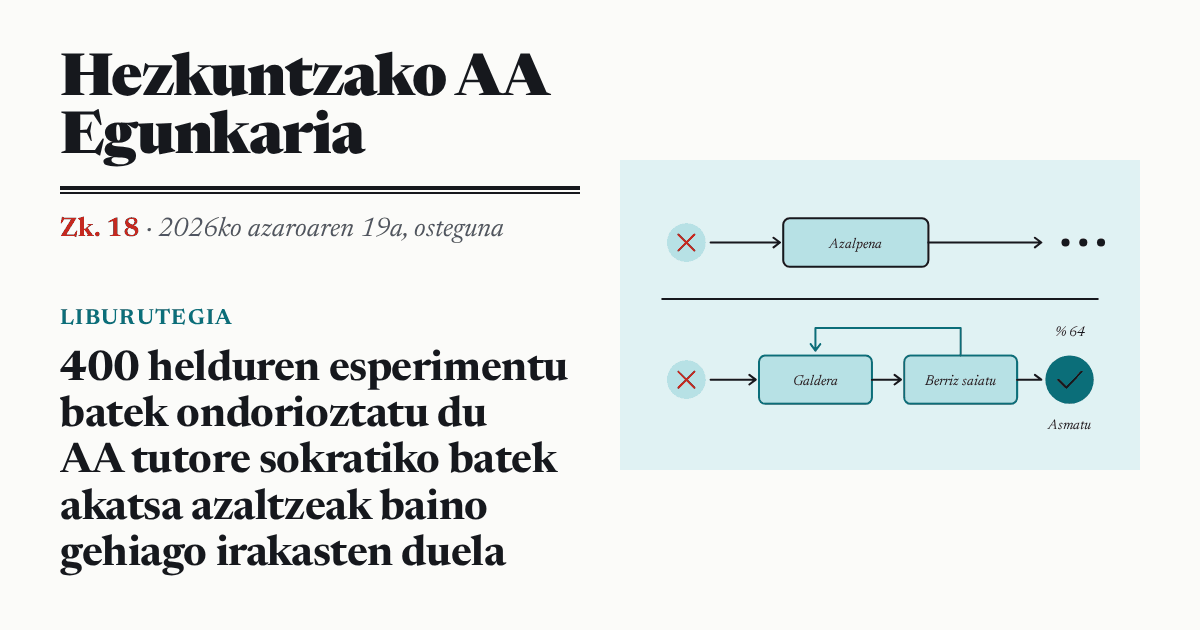 Hezkuntzako AA
Egunkaria
Zk. 18 · 2026ko azaroaren 19a, osteguna
LIBURUTEGIA
400 helduren esperimentu
batek ondorioztatu du
AA tutore sokratiko batek
akatsa azaltzeak baino
gehiago irakasten duela
Azalpena
% 64
Galdera
Berriz saiatu
Asmatu